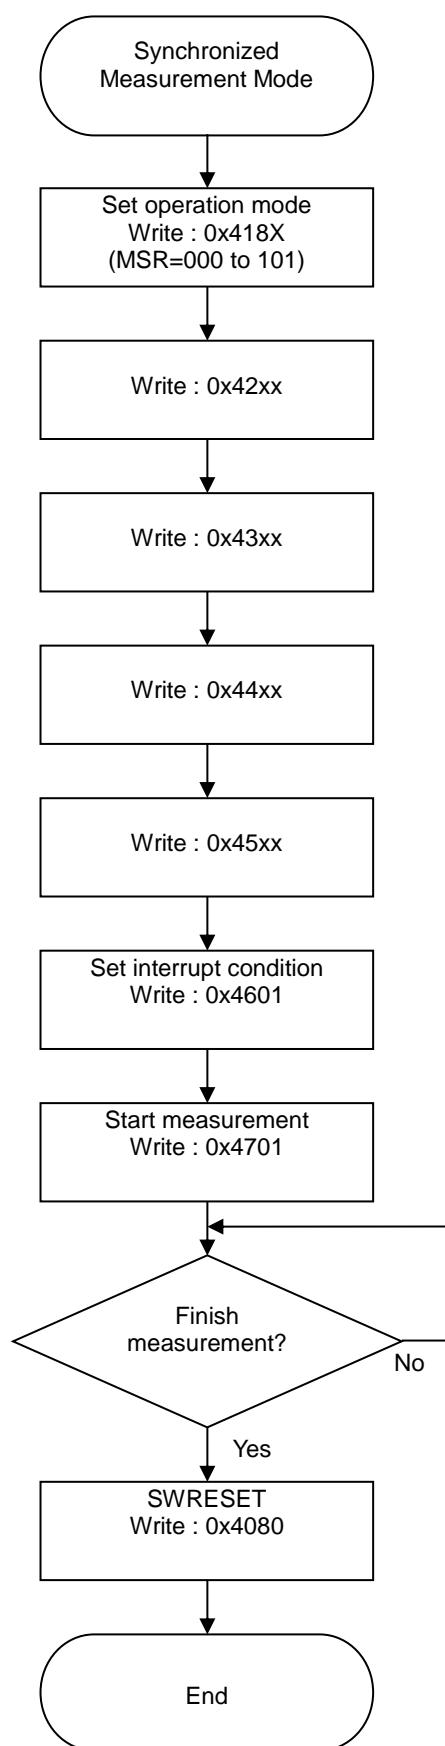 Synchronized
Measurement Mode
Set operation mode
Write : 0x418X
(MSR=000 to 101)
Write : 0x42xx
Write : 0x43xx
Write : 0x44xx
Write : 0x45xx
Set interrupt condition
Write : 0x4601
Start measurement
Write : 0x4701
Finish
measurement?
No
Yes
SWRESET
Write : 0x4080
End